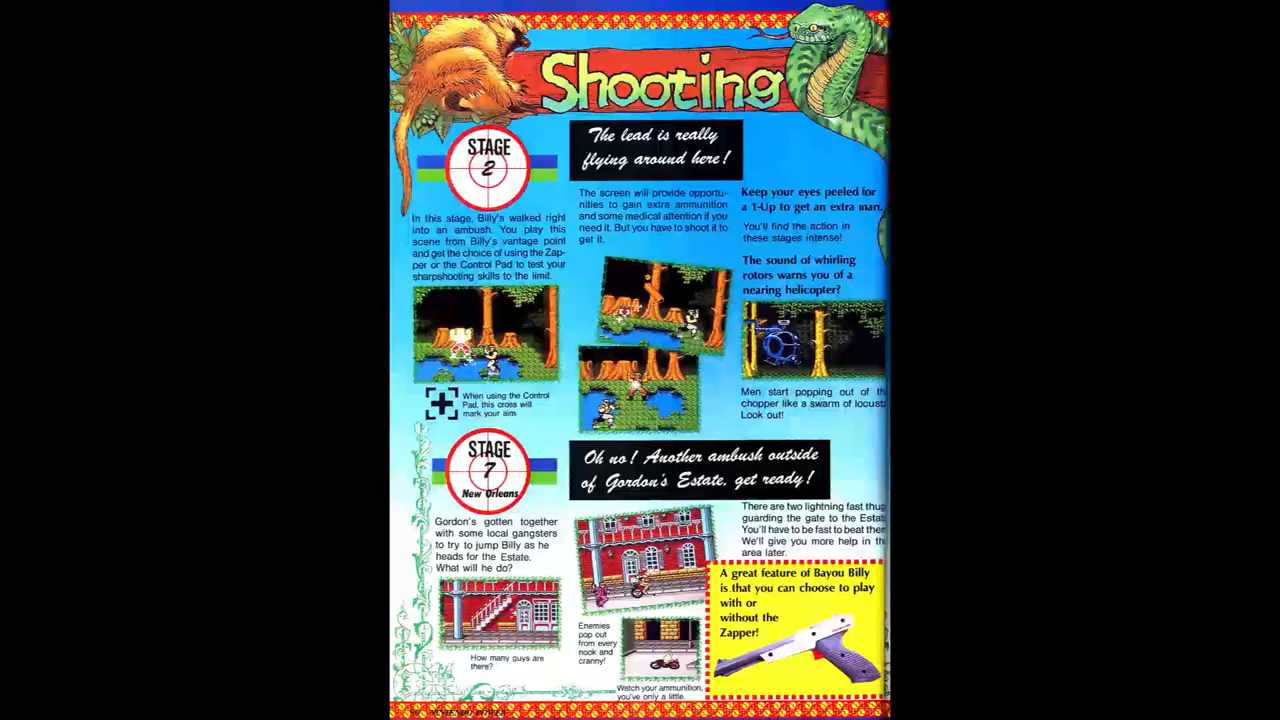 Shooting
STAGE
2
The lead is really
flying around here!
In this stage, Billy's walked right
into an ambush. You play this
scene from Billy's vantage point
and get the choice of using the Zap-
per or the Control Pad to test your
sharpshooting skills to the limit.
When using the Control
Pad, this cross will
mark your aim.
The screen will provide opportu-
nities to gain extra ammunition
and some medical attention if you
need it. But you have to shoot it to
get it.
Keep your eyes peeled for
a 1-Up to get an extra man.
You'll find the action in
these stages intense!
The sound of whirling
rotors warns you of a
nearing helicopter?
Men start popping out of th
chopper like a swarm of locust
Look out!
STAGE
7
New Orleans
Oh no! Another ambush outside
of Gordon's Estate, get ready!
Gordon's gotten together
with some local gangsters
to try to jump Billy as he
heads for the Estate.
What will he do?
How many guys are
there?
Enemies
pop out
from every
nook and
cranny!
Watch your ammunition,
you've only a little.
There are two lightning fast thug
guarding the gate to the Estat
You'll have to be fast to beat then
We'll give you more help in th
area later.
A great feature of Bayou Billy
is that you can choose to play
with or
without the
Zapper!
NINTENDO POWER